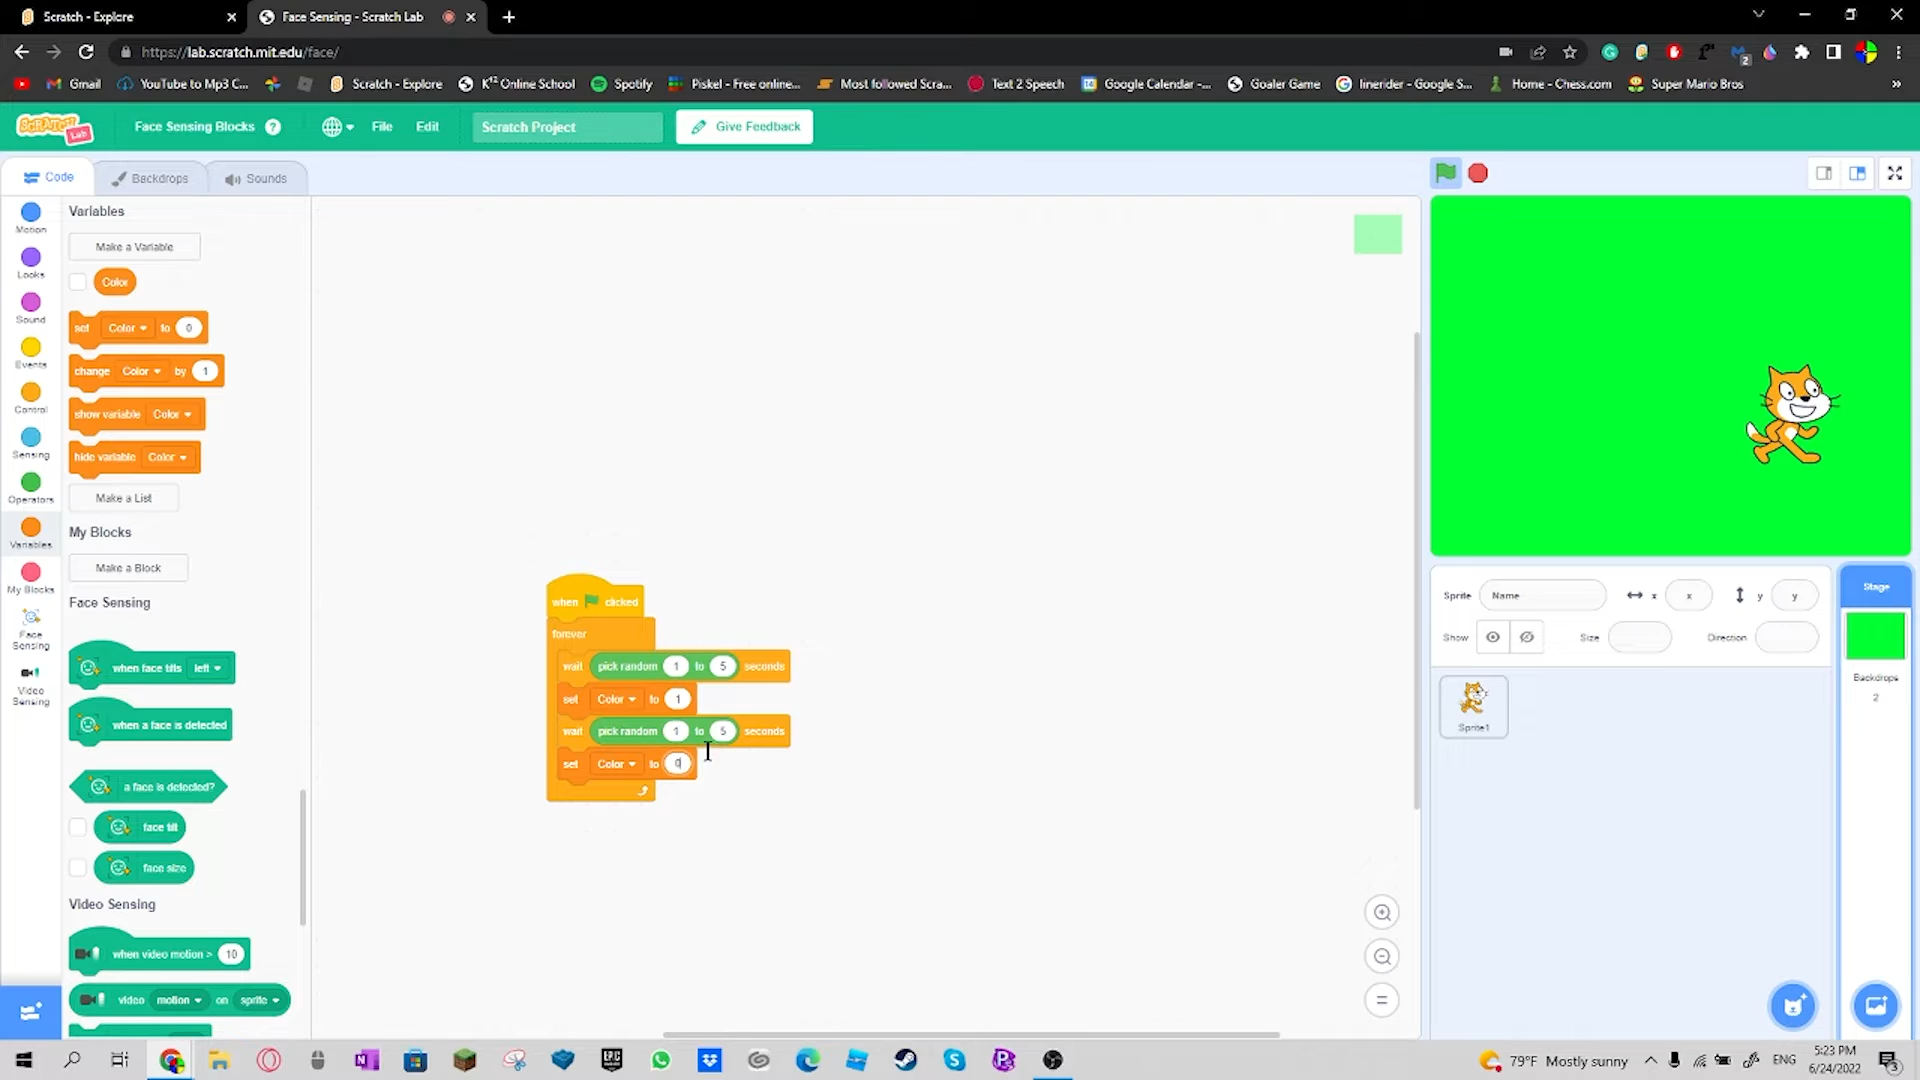 Scratch - Explore
Face Sensing - Scratch Lab
https://lab.scratch.mit.edu/face/
Gmail
YouTube to Mp3 C...
Scratch - Explore
K¹² Online School
Spotify
Piskel - Free online...
Most followed Scra...
Text 2 Speech
Google Calendar -...
Goaler Game
linerider - Google S...
Home - Chess.com
Super Mario Bros
»
SCRATCH Lab
Face Sensing Blocks ?
File
Edit
Scratch Project
Give Feedback
Code
Backdrops
Sounds
Motion
Looks
Sound
Events
Control
Sensing
Operators
Variables
My Blocks
Face Sensing
Video Sensing
Variables
Make a Variable
Color
set Color to 0
change Color by 1
show variable Color
hide variable Color
Make a List
My Blocks
Make a Block
Face Sensing
when face tilts left
when a face is detected
a face is detected?
face tilt
face size
Video Sensing
when video motion > 10
video motion on sprite
when clicked
forever
wait pick random 1 to 5 seconds
set Color to 1
wait pick random 1 to 5 seconds
set Color to 0
Sprite Name x x y y
Show Size Direction
Sprite1
Stage
Backdrops
2
79°F Mostly sunny
ENG
5:23 PM
6/24/2022